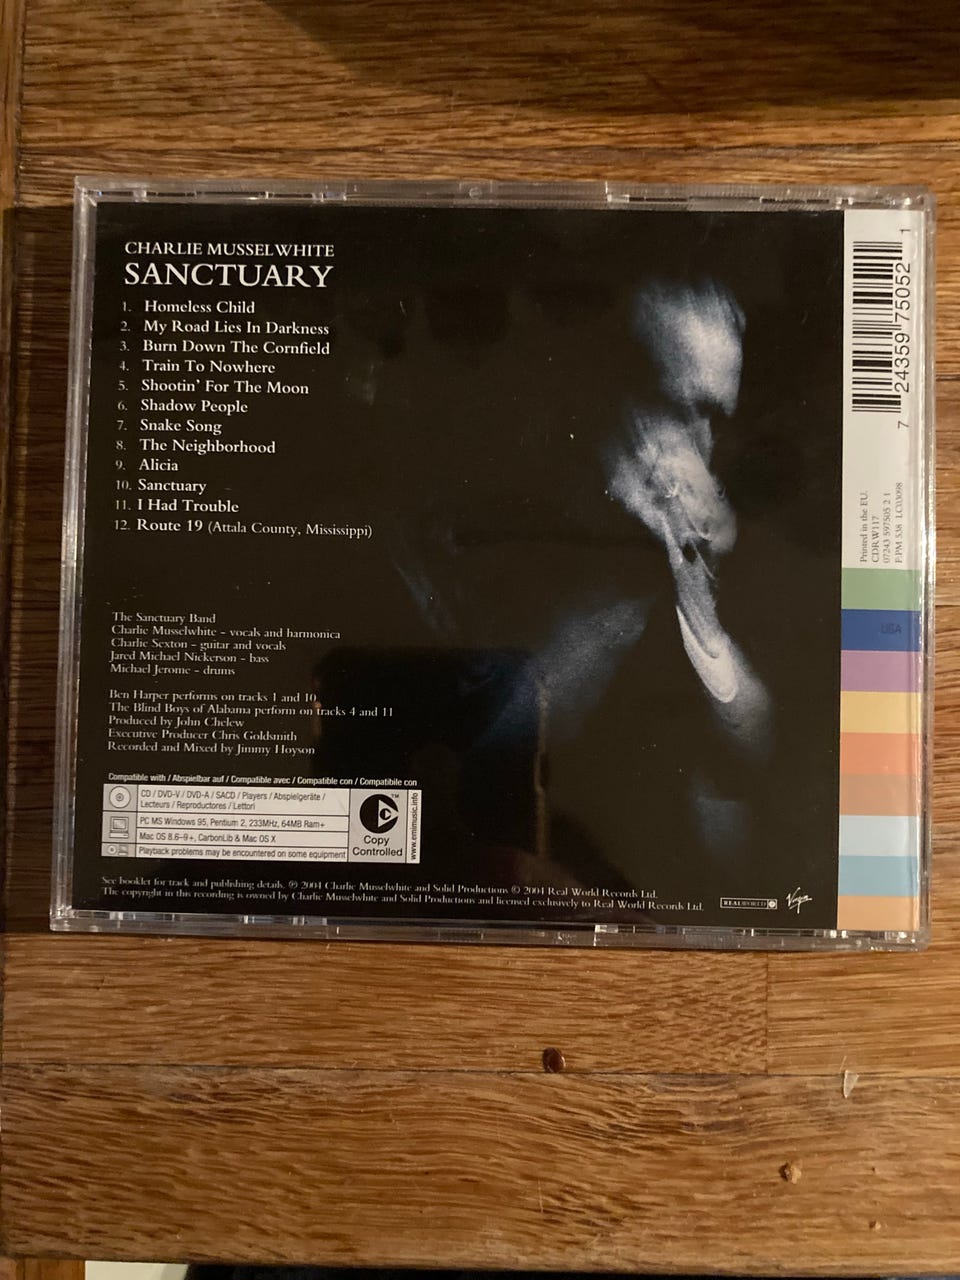 CHARLIE MUSSELWHITE
SANCTUARY
1. Homeless Child
2. My Road Lies In Darkness
3. Burn Down The Cornfield
4. Train To Nowhere
5. Shootin' For The Moon
6. Shadow People
7. Snake Song
8. The Neighborhood
9. Alicia
10. Sanctuary
11. I Had Trouble
12. Route 19 (Attala County, Mississippi)
The Sanctuary Band
Charlie Musselwhite – vocals and harmonica
Charlie Sexton – guitar and vocals
Jared Michael Nickerson – bass
Michael Jerome – drums
Ben Harper performs on tracks 1 and 10
The Blind Boys of Alabama perform on tracks 4 and 11
Produced by John Chelew
Executive Producer Chris Goldsmith
Recorded and Mixed by Jimmy Hoyson
Compatible with / Abspielbar auf / Compatible avec / Compatible con / Compatibile con
CD / DVD-V / DVD-A / SACD / Players / Abspielgeräte /
Lecteurs / Reproductores / Lettori
PC MS Windows 95, Pentium 2, 233MHz, 64MB Ram+
Mac OS 8.6-9+, CarbonLib & Mac OS X
Playback problems may be encountered on some equipment
TM
Copy
Controlled
www.emimusic.info
See booklet for track and publishing details. ℗ 2004 Charlie Musselwhite and Solid Productions © 2004 Real World Records Ltd.
The copyright in this recording is owned by Charlie Musselwhite and Solid Productions and licensed exclusively to Real World Records Ltd.
REALWORLD
Virgin
7 24359 75052 1
Printed in the EU.
CDRW117
07243 597505 2 1
P.PM 538 LC03098
USA